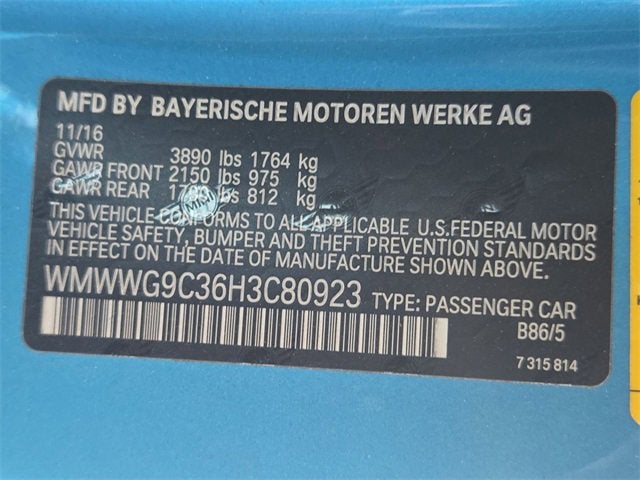 MFD BY BAYERISCHE MOTOREN WERKE AG
11/16
GVWR 3890 lbs 1764 kg
GAWR FRONT 2150 lbs 975 kg
GAWR REAR 1790 lbs 812 kg
THIS VEHICLE CONFORMS TO ALL APPLICABLE U.S.FEDERAL MOTOR
VEHICLE SAFETY, BUMPER AND THEFT PREVENTION STANDARDS
IN EFFECT ON THE DATE OF MANUFACTURE SHOWN ABOVE.
WMWWG9C36H3C80923 TYPE: PASSENGER CAR
B86/5
7 315 814